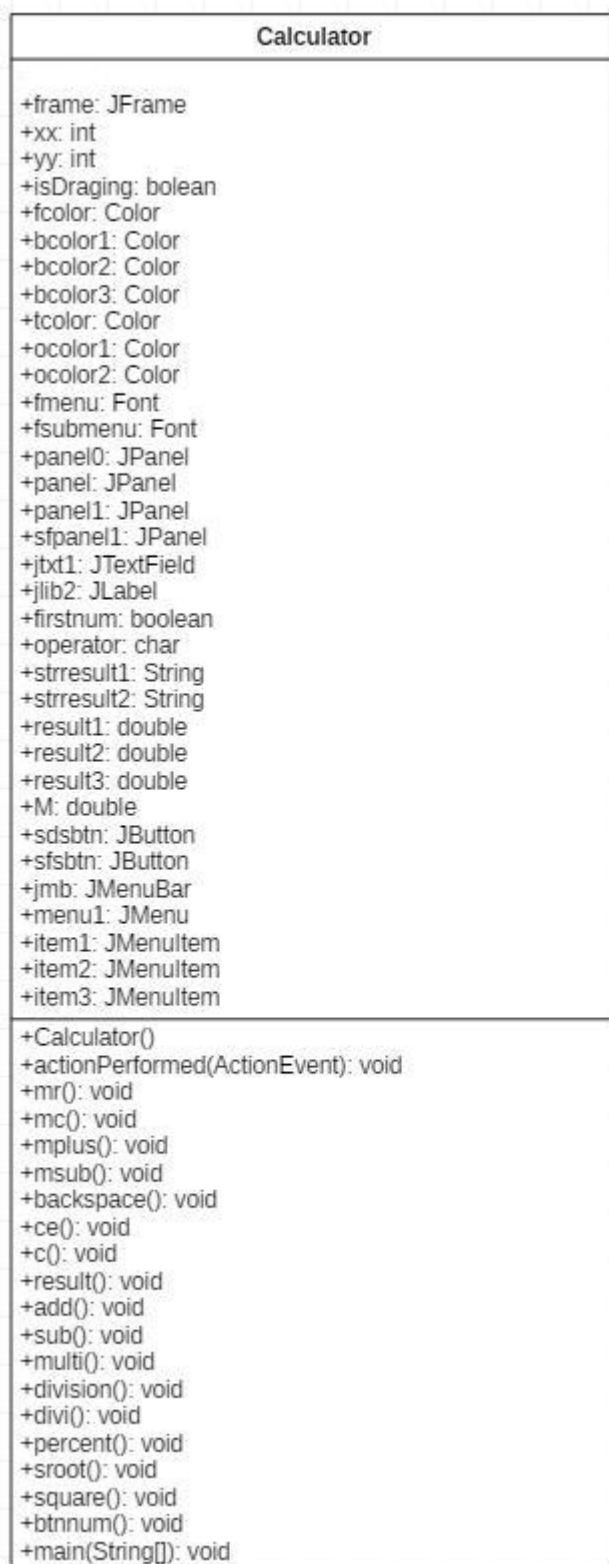 Calculator
+frame: JFrame
+xx: int
+yy: int
+isDraging: bolean
+fcolor: Color
+bcolor1: Color
+bcolor2: Color
+bcolor3: Color
+tcolor: Color
+ocolor1: Color
+ocolor2: Color
+fmenu: Font
+fsubmenu: Font
+panel0: JPanel
+panel: JPanel
+panel1: JPanel
+sfpanel1: JPanel
+jtxt1: JTextField
+jlib2: JLabel
+firstnum: boolean
+operator: char
+strresult1: String
+strresult2: String
+result1: double
+result2: double
+result3: double
+M: double
+sdsbtn: JButton
+sfsbtn: JButton
+jmb: JMenuBar
+menu1: JMenu
+item1: JMenuItem
+item2: JMenuItem
+item3: JMenuItem
+Calculator()
+actionPerformed(ActionEvent): void
+mr(): void
+mc(): void
+mplus(): void
+msub(): void
+backspace(): void
+ce(): void
+c(): void
+result(): void
+add(): void
+sub(): void
+multi(): void
+division(): void
+divi(): void
+percent(): void
+sroot(): void
+square(): void
+btnnum(): void
+main(String[]): void